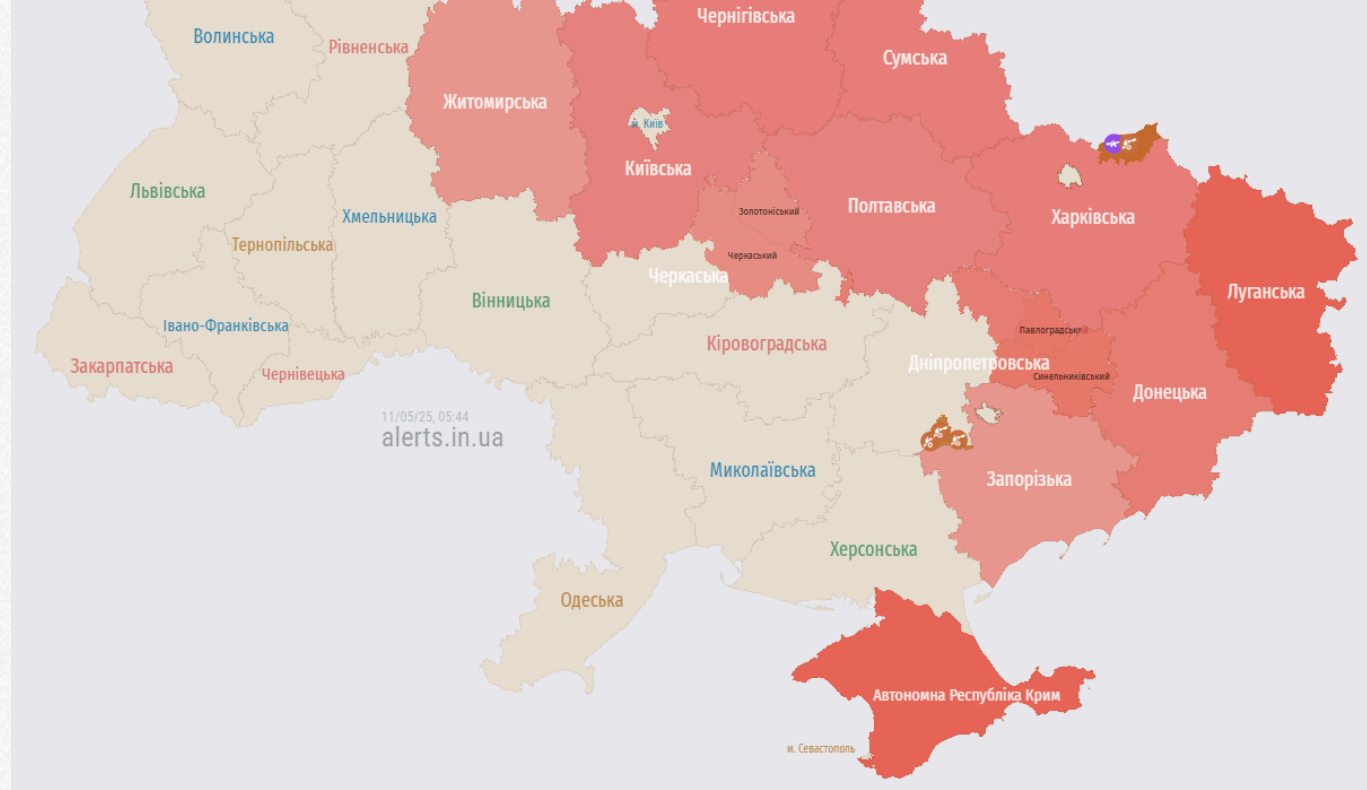 Чернігівська
Волинська
Рівненська
Сумська
Житомирська
м. Київ
Київська
Львівська
Хмельницька
Золотоніський
Полтавська
Харківська
Тернопільська
Черкаський
Черкаська
Вінницька
Луганська
Івано-Франківська
Павлоградський
Кіровоградська
Дніпропетровська
Закарпатська
Чернівецька
Синельниківський
Донецька
11/05/25, 05:44
alerts.in.ua
Миколаївська
Запорізька
Херсонська
Одеська
Автономна Республіка Крим
м. Севастополь